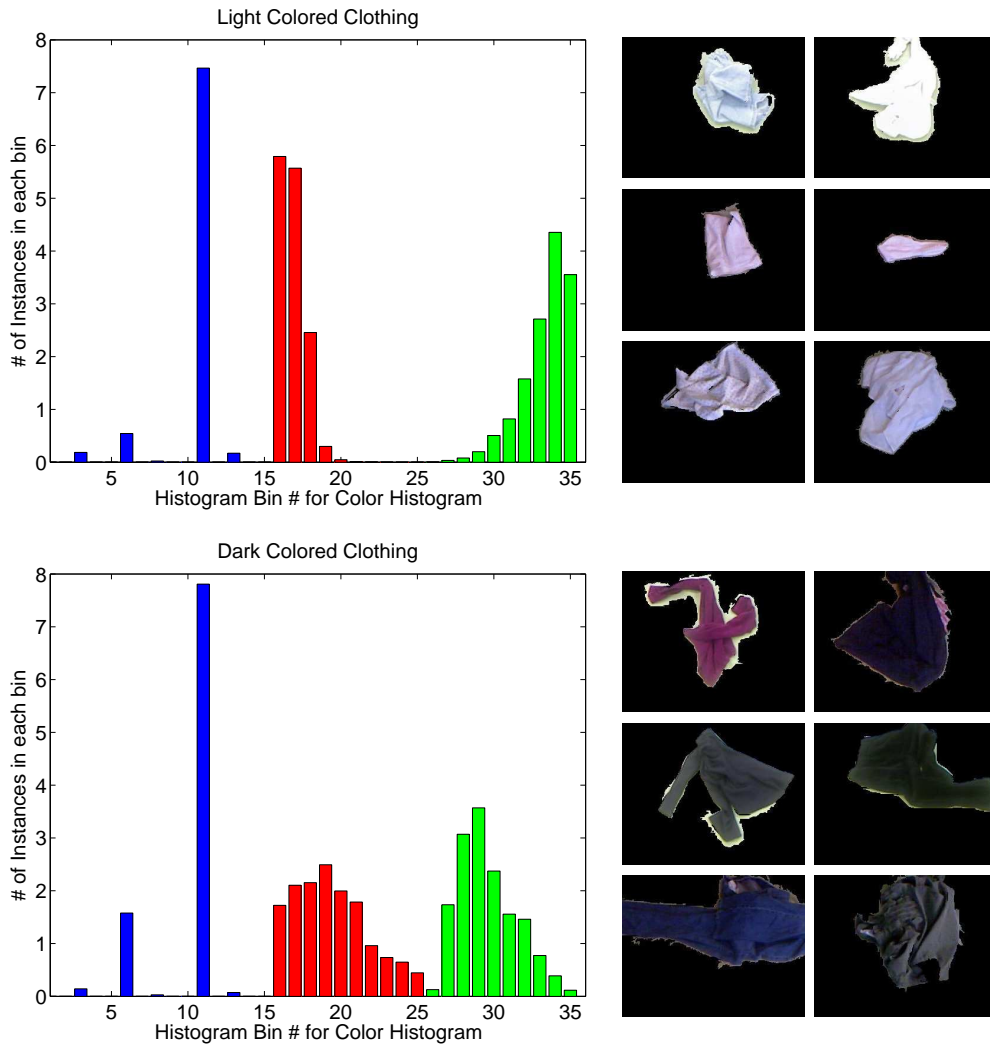 Light Colored Clothing
8
7
6
5
4
3
2
1
0
# of Instances in each bin
5 10 15 20 25 30 35
Histogram Bin # for Color Histogram
Dark Colored Clothing
8
7
6
5
4
3
2
1
0
# of Instances in each bin
5 10 15 20 25 30 35
Histogram Bin # for Color Histogram